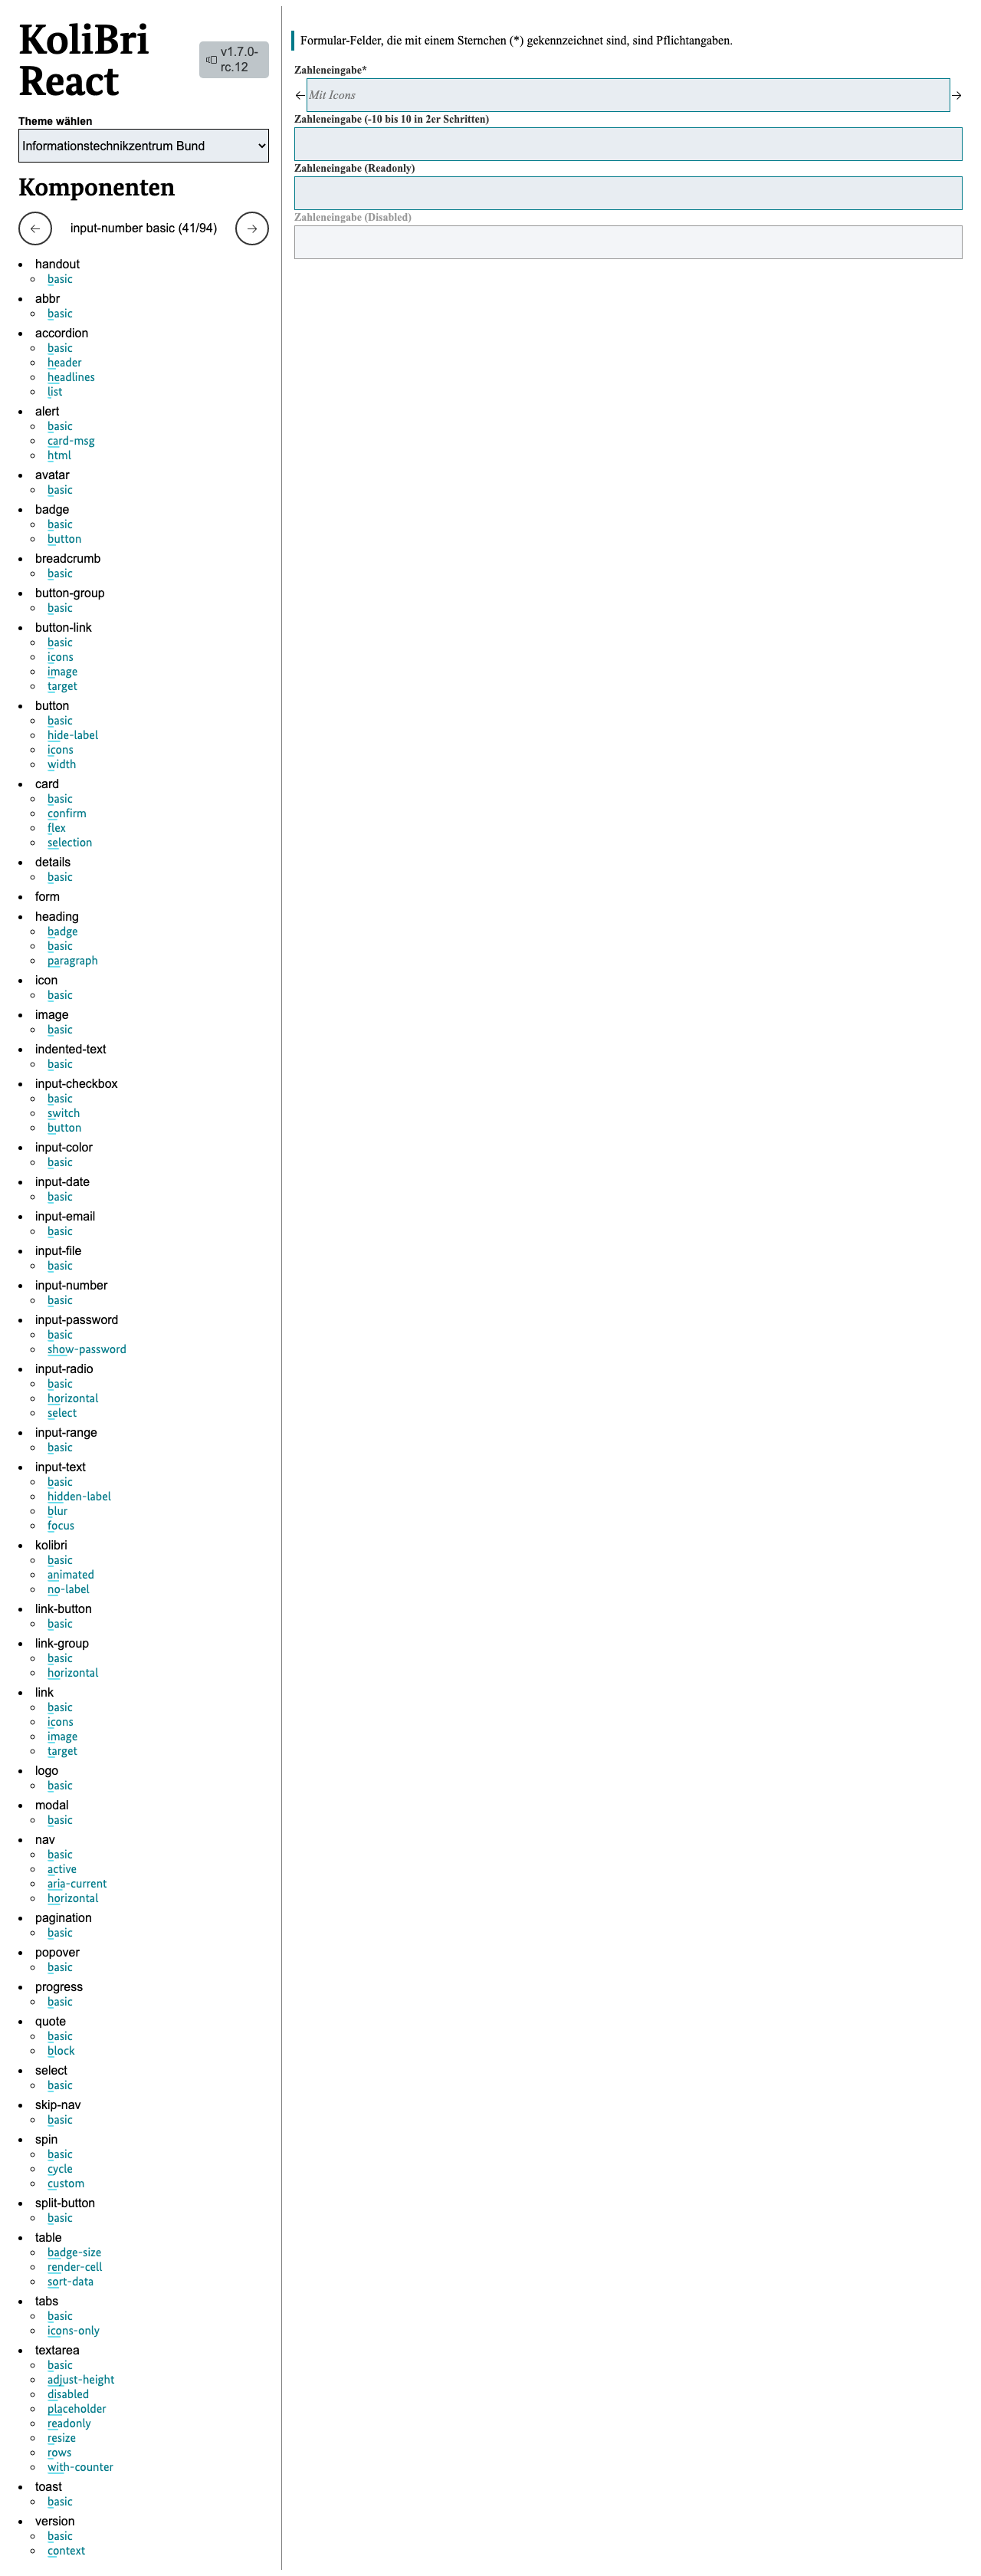 KoliBri
React
v1.7.0-
rc.12
Theme wählen
Informationstechnikzentrum Bund
Komponenten
input-number basic (41/94)
handout
basic
abbr
basic
accordion
basic
header
headlines
list
alert
basic
card-msg
html
avatar
basic
badge
basic
button
breadcrumb
basic
button-group
basic
button-link
basic
icons
image
target
button
basic
hide-label
icons
width
card
basic
confirm
flex
selection
details
basic
form
heading
badge
basic
paragraph
icon
basic
image
basic
indented-text
basic
input-checkbox
basic
switch
button
input-color
basic
input-date
basic
input-email
basic
input-file
basic
input-number
basic
input-password
basic
show-password
input-radio
basic
horizontal
select
input-range
basic
input-text
basic
hidden-label
blur
focus
kolibri
basic
animated
no-label
link-button
basic
link-group
basic
horizontal
link
basic
icons
image
target
logo
basic
modal
basic
nav
basic
active
aria-current
horizontal
pagination
basic
popover
basic
progress
basic
quote
basic
block
select
basic
skip-nav
basic
spin
basic
cycle
custom
split-button
basic
table
badge-size
render-cell
sort-data
tabs
basic
icons-only
textarea
basic
adjust-height
disabled
placeholder
readonly
resize
rows
with-counter
toast
basic
version
basic
context
Formular-Felder, die mit einem Sternchen (*) gekennzeichnet sind, sind Pflichtangaben.
Zahleneingabe*
Mit Icons
Zahleneingabe (-10 bis 10 in 2er Schritten)
Zahleneingabe (Readonly)
Zahleneingabe (Disabled)